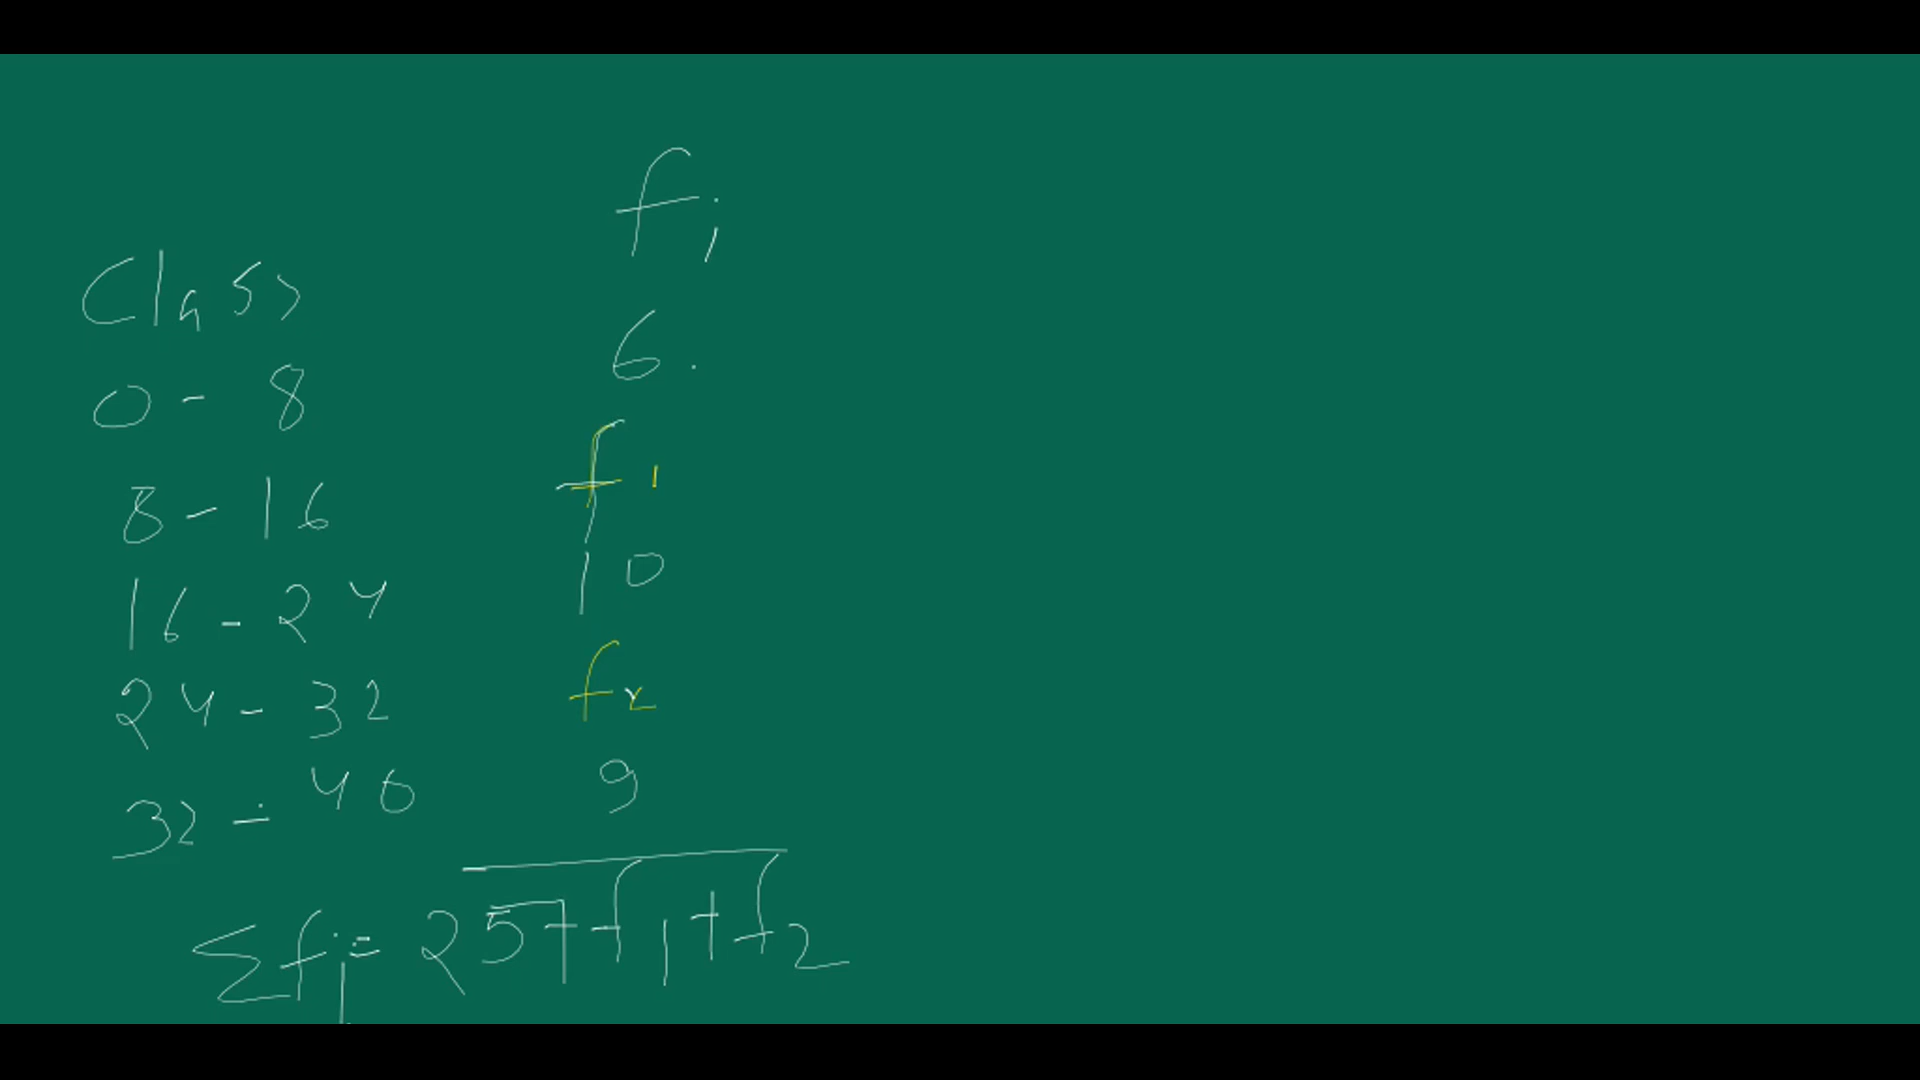 fi
Class
0 - 8 6.
8 - 16 f1
16 - 24 10
24 - 32 f2
32 - 40 9
Σfi = 25+f1+f2